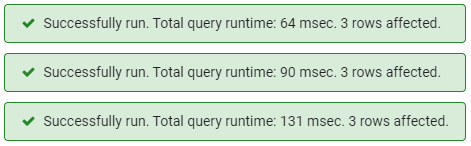 Successfully run. Total query runtime: 64 msec. 3 rows affected.
Successfully run. Total query runtime: 90 msec. 3 rows affected.
Successfully run. Total query runtime: 131 msec. 3 rows affected.